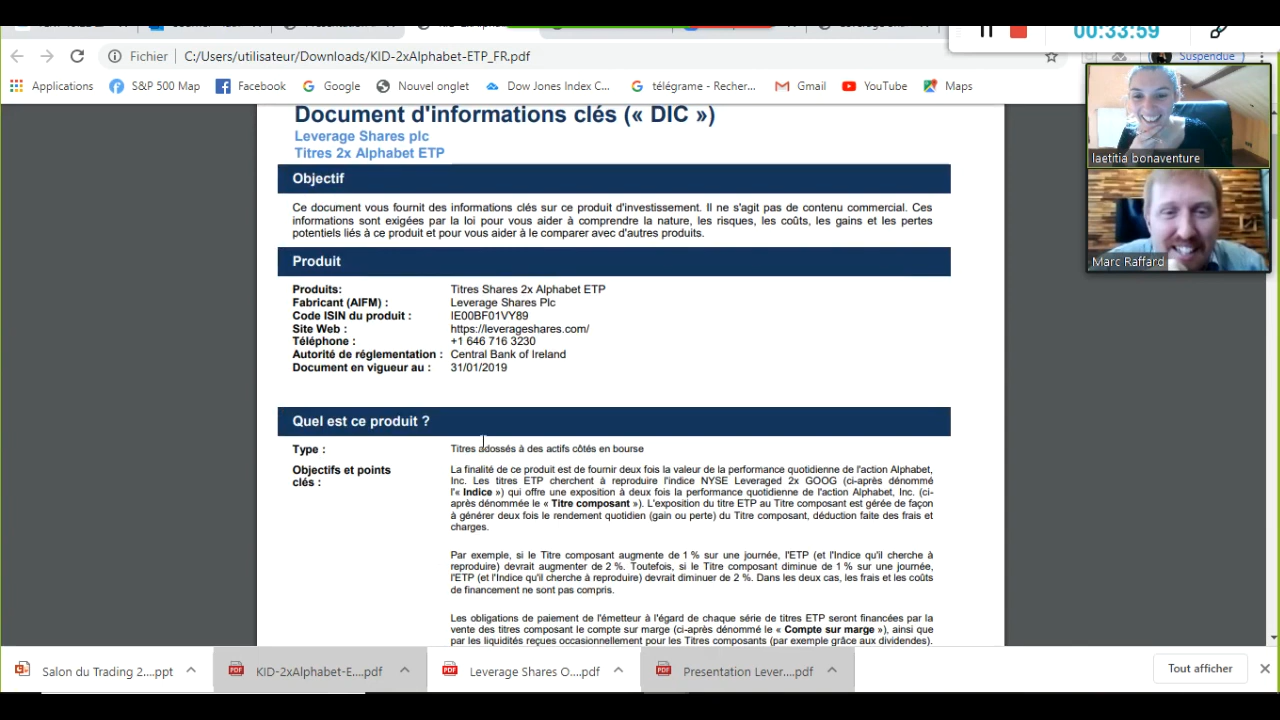 00:33:59
Fichier C:/Users/utilisateur/Downloads/KID-2xAlphabet-ETP_FR.pdf
Suspendue
Applications S&P 500 Map Facebook Google Nouvel onglet Dow Jones Index C... télégrame - Recher... Gmail YouTube Maps
Document d'informations clés (« DIC »)
Leverage Shares plc
Titres 2x Alphabet ETP
Objectif
Ce document vous fournit des informations clés sur ce produit d'investissement. Il ne s'agit pas de contenu commercial. Ces
informations sont exigées par la loi pour vous aider à comprendre la nature, les risques, les coûts, les gains et les pertes
potentiels liés à ce produit et pour vous aider à le comparer avec d'autres produits.
Produit
Produits: Titres Shares 2x Alphabet ETP
Fabricant (AIFM) : Leverage Shares Plc
Code ISIN du produit : IE00BF01VY89
Site Web : https://leverageshares.com/
Téléphone : +1 646 716 3230
Autorité de réglementation : Central Bank of Ireland
Document en vigueur au : 31/01/2019
Quel est ce produit ?
Type : Titres adossés à des actifs côtés en bourse
Objectifs et points
clés :
La finalité de ce produit est de fournir deux fois la valeur de la performance quotidienne de l'action Alphabet,
Inc. Les titres ETP cherchent à reproduire l'indice NYSE Leveraged 2x GOOG (ci-après dénommé
l'« Indice ») qui offre une exposition à deux fois la performance quotidienne de l'action Alphabet, Inc. (ci-
après dénommée le « Titre composant »). L'exposition du titre ETP au Titre composant est gérée de façon
à générer deux fois le rendement quotidien (gain ou perte) du Titre composant, déduction faite des frais et
charges.
Par exemple, si le Titre composant augmente de 1 % sur une journée, l'ETP (et l'Indice qu'il cherche à
reproduire) devrait augmenter de 2 %. Toutefois, si le Titre composant diminue de 1 % sur une journée,
l'ETP (et l'Indice qu'il cherche à reproduire) devrait diminuer de 2 %. Dans les deux cas, les frais et les coûts
de financement ne sont pas compris.
Les obligations de paiement de l'émetteur à l'égard de chaque série de titres ETP seront financées par la
vente des titres composant le compte sur marge (ci-après dénommé le « Compte sur marge »), ainsi que
par les liquidités reçues occasionnellement pour les Titres composants (par exemple grâce aux dividendes).
laetitia bonaventure
Marc Raffard
Salon du Trading 2....ppt KID-2xAlphabet-E....pdf Leverage Shares O....pdf Presentation Lever....pdf Tout afficher